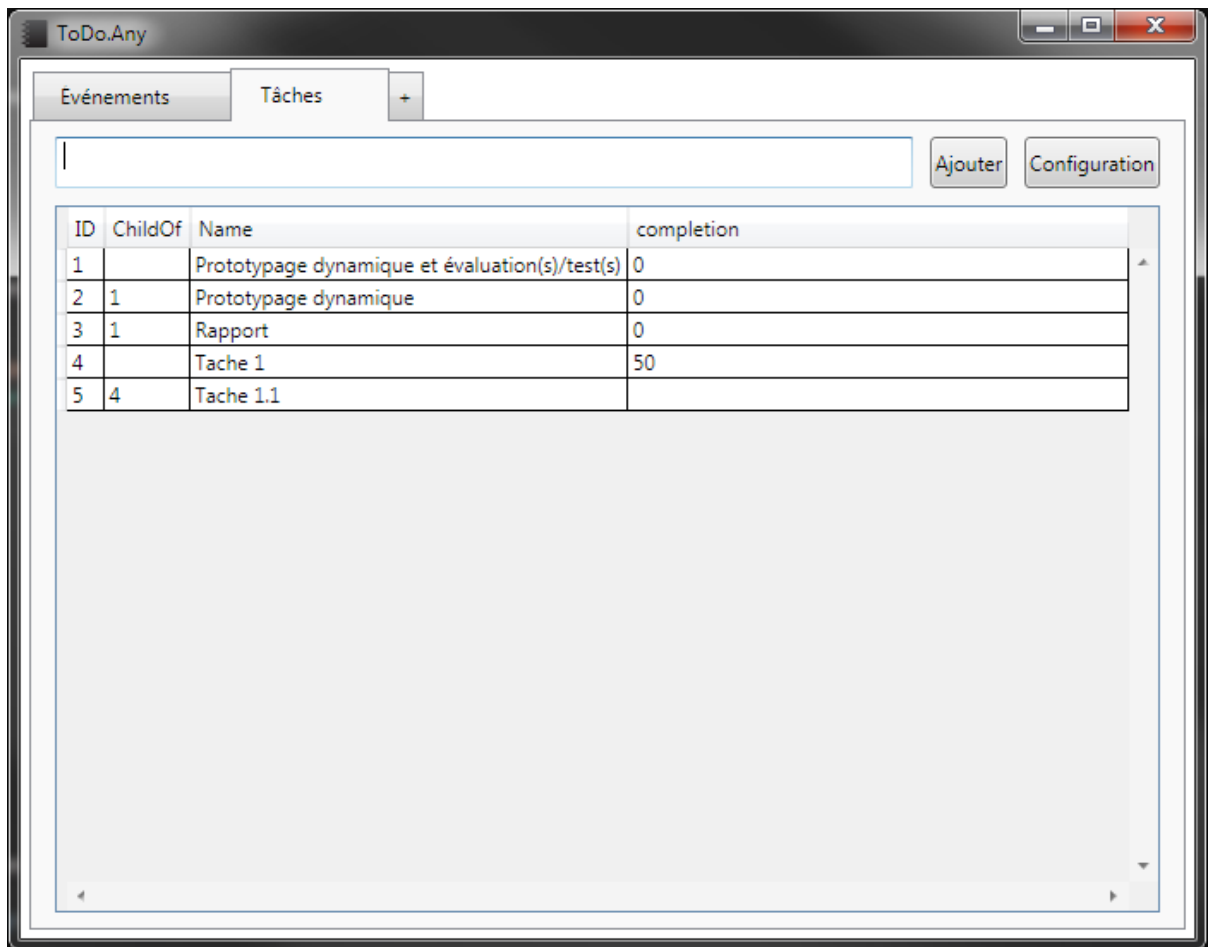 ToDo.Any
Événements Tâches +
Ajouter Configuration
ID ChildOf Name completion
1 Prototypage dynamique et évaluation(s)/test(s) 0
2 1 Prototypage dynamique 0
3 1 Rapport 0
4 Tache 1 50
5 4 Tache 1.1